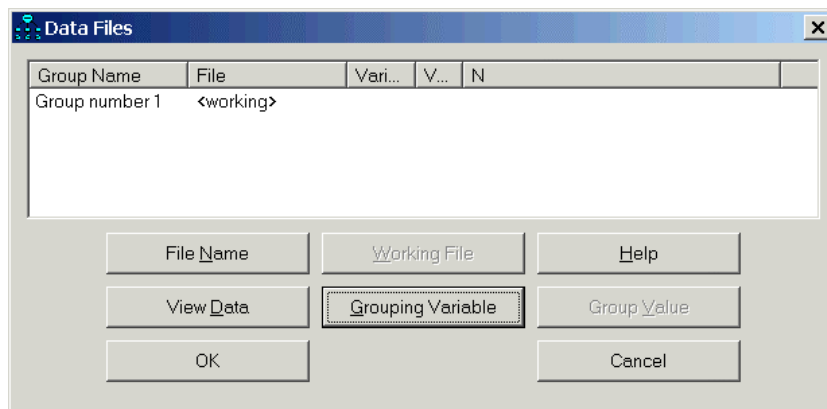 Data Files
Group Name File Vari... V... N
Group number 1 <working>
File Name Working File Help
View Data Grouping Variable Group Value
OK Cancel